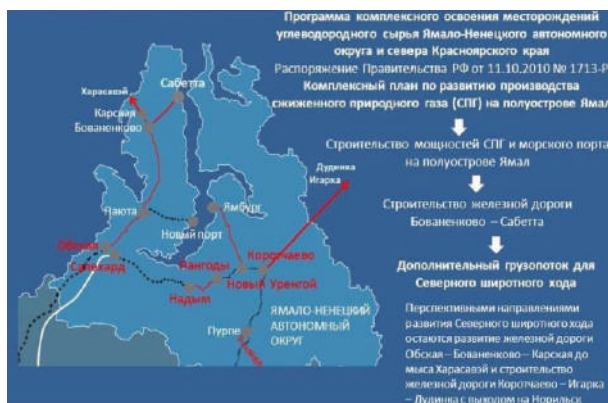 Программа комплексного освоения месторождений
углеводородного сырья Ямало-Ненецкого автономного
округа и севера Красноярского края
Распоряжение Правительства РФ от 11.10.2010 № 1713-Р
Комплексный план по развитию производства
сжиженного природного газа (СПГ) на полуострове Ямал
Строительство мощностей СПГ и морского порта
на полуострове Ямал
Строительство железной дороги
Бованенково – Сабетта
Дополнительный грузопоток для
Северного широтного хода
Перспективными направлениями
развития Северного широтного хода
остаются развитие железной дороги
Обская – Бованенково – Карская до
мыса Харасавэй и строительство
железной дороги Коротчаево – Игарка
– Дудинка с выходом на Норильск
Харасавэй
Сабетта
Карская
Бованенково
Дудинка
Игарка
Паюта
Ямбург
Новый порт
Обская
Салехард
Пангоды
Коротчаево
Новый Уренгой
Надым
Пурпе
ЯМАЛО-НЕНЕЦКИЙ
АВТОНОМНЫЙ
ОКРУГ